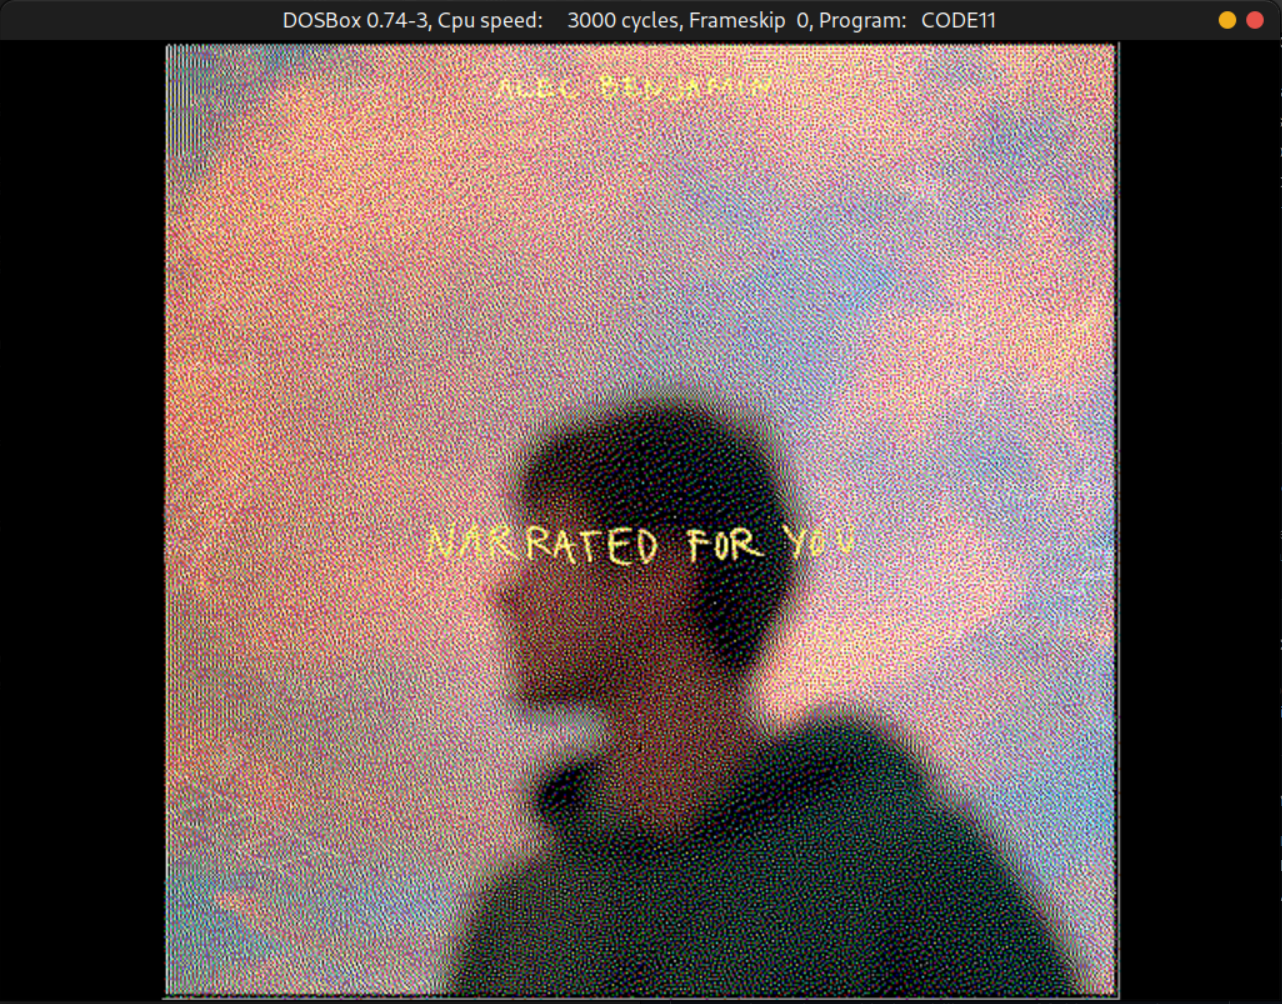 DOSBox 0.74-3, Cpu speed: 3000 cycles, Frameskip 0, Program: CODE11
ALEC BENJAMIN
NARRATED FOR YOU